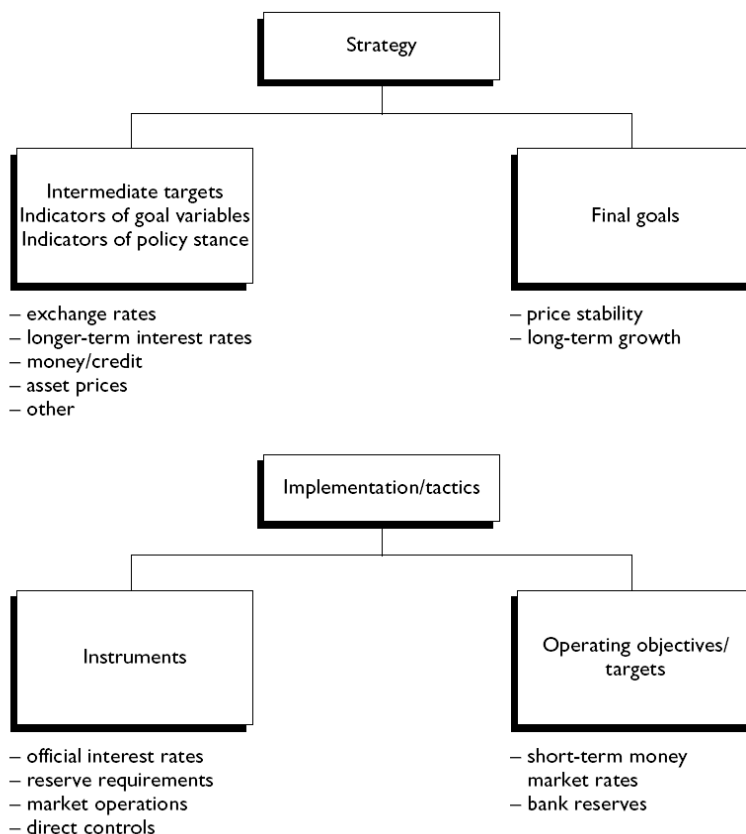 Strategy
Intermediate targets
Indicators of goal variables
Indicators of policy stance
– exchange rates
– longer-term interest rates
– money/credit
– asset prices
– other
Final goals
– price stability
– long-term growth
Implementation/tactics
Instruments
– official interest rates
– reserve requirements
– market operations
– direct controls
Operating objectives/
targets
– short-term money
market rates
– bank reserves